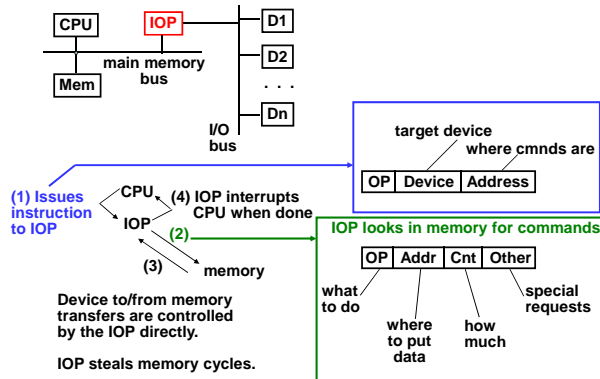 CPU
IOP
D1
main memory
bus
D2
Mem
. . .
Dn
I/O
bus
target device
where cmnds are
OP Device Address
(1) Issues
instruction
to IOP
CPU
IOP
(4) IOP interrupts
CPU when done
(2)
(3)
memory
IOP looks in memory for commands
OP Addr Cnt Other
what
to do
where
to put
data
how
much
special
requests
Device to/from memory
transfers are controlled
by the IOP directly.
IOP steals memory cycles.